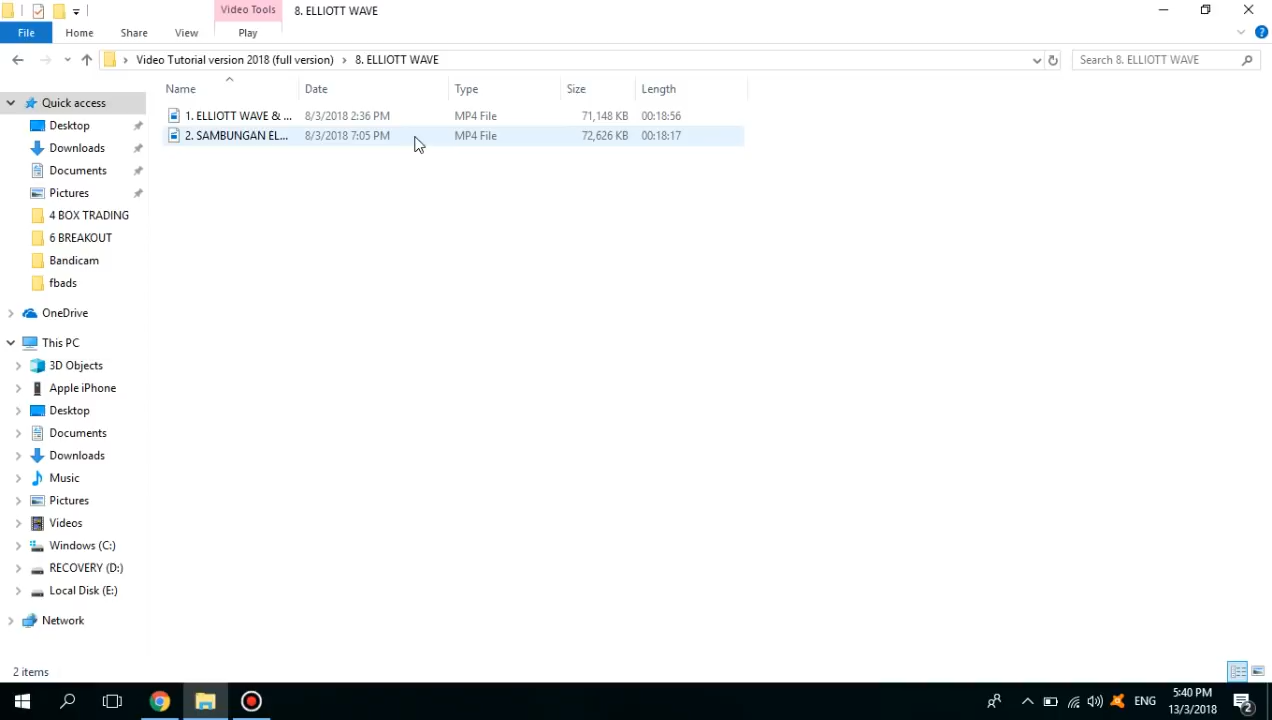 Video Tools 8. ELLIOTT WAVE
File Home Share View Play
Video Tutorial version 2018 (full version) 8. ELLIOTT WAVE Search 8. ELLIOTT WAVE
Name Date Type Size Length
1. ELLIOTT WAVE & ... 8/3/2018 2:36 PM MP4 File 71,148 KB 00:18:56
2. SAMBUNGAN EL... 8/3/2018 7:05 PM MP4 File 72,626 KB 00:18:17
Quick access
Desktop
Downloads
Documents
Pictures
4 BOX TRADING
6 BREAKOUT
Bandicam
fbads
OneDrive
This PC
3D Objects
Apple iPhone
Desktop
Documents
Downloads
Music
Pictures
Videos
Windows (C:)
RECOVERY (D:)
Local Disk (E:)
Network
2 items
ENG
5:40 PM
13/3/2018
2